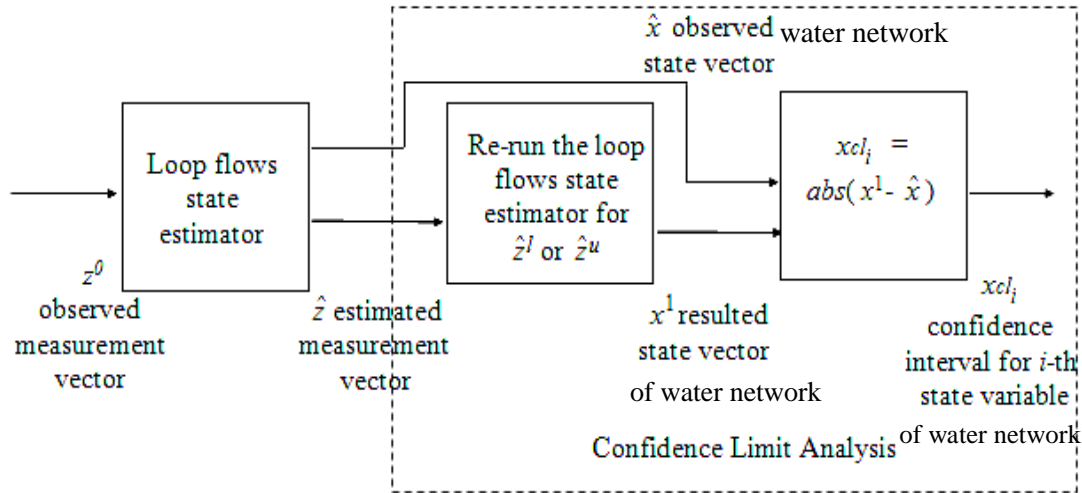 x̂ observed water network
state vector
Loop flows
state
estimator
Re-run the loop
flows state
estimator for
ẑˡ or ẑᵘ
xclᵢ =
abs(x¹- x̂ )
z⁰
observed
measurement
vector
ẑ estimated
measurement
vector
x¹ resulted
state vector
of water network
xclᵢ
confidence
interval for i-th
state variable
of water network
Confidence Limit Analysis